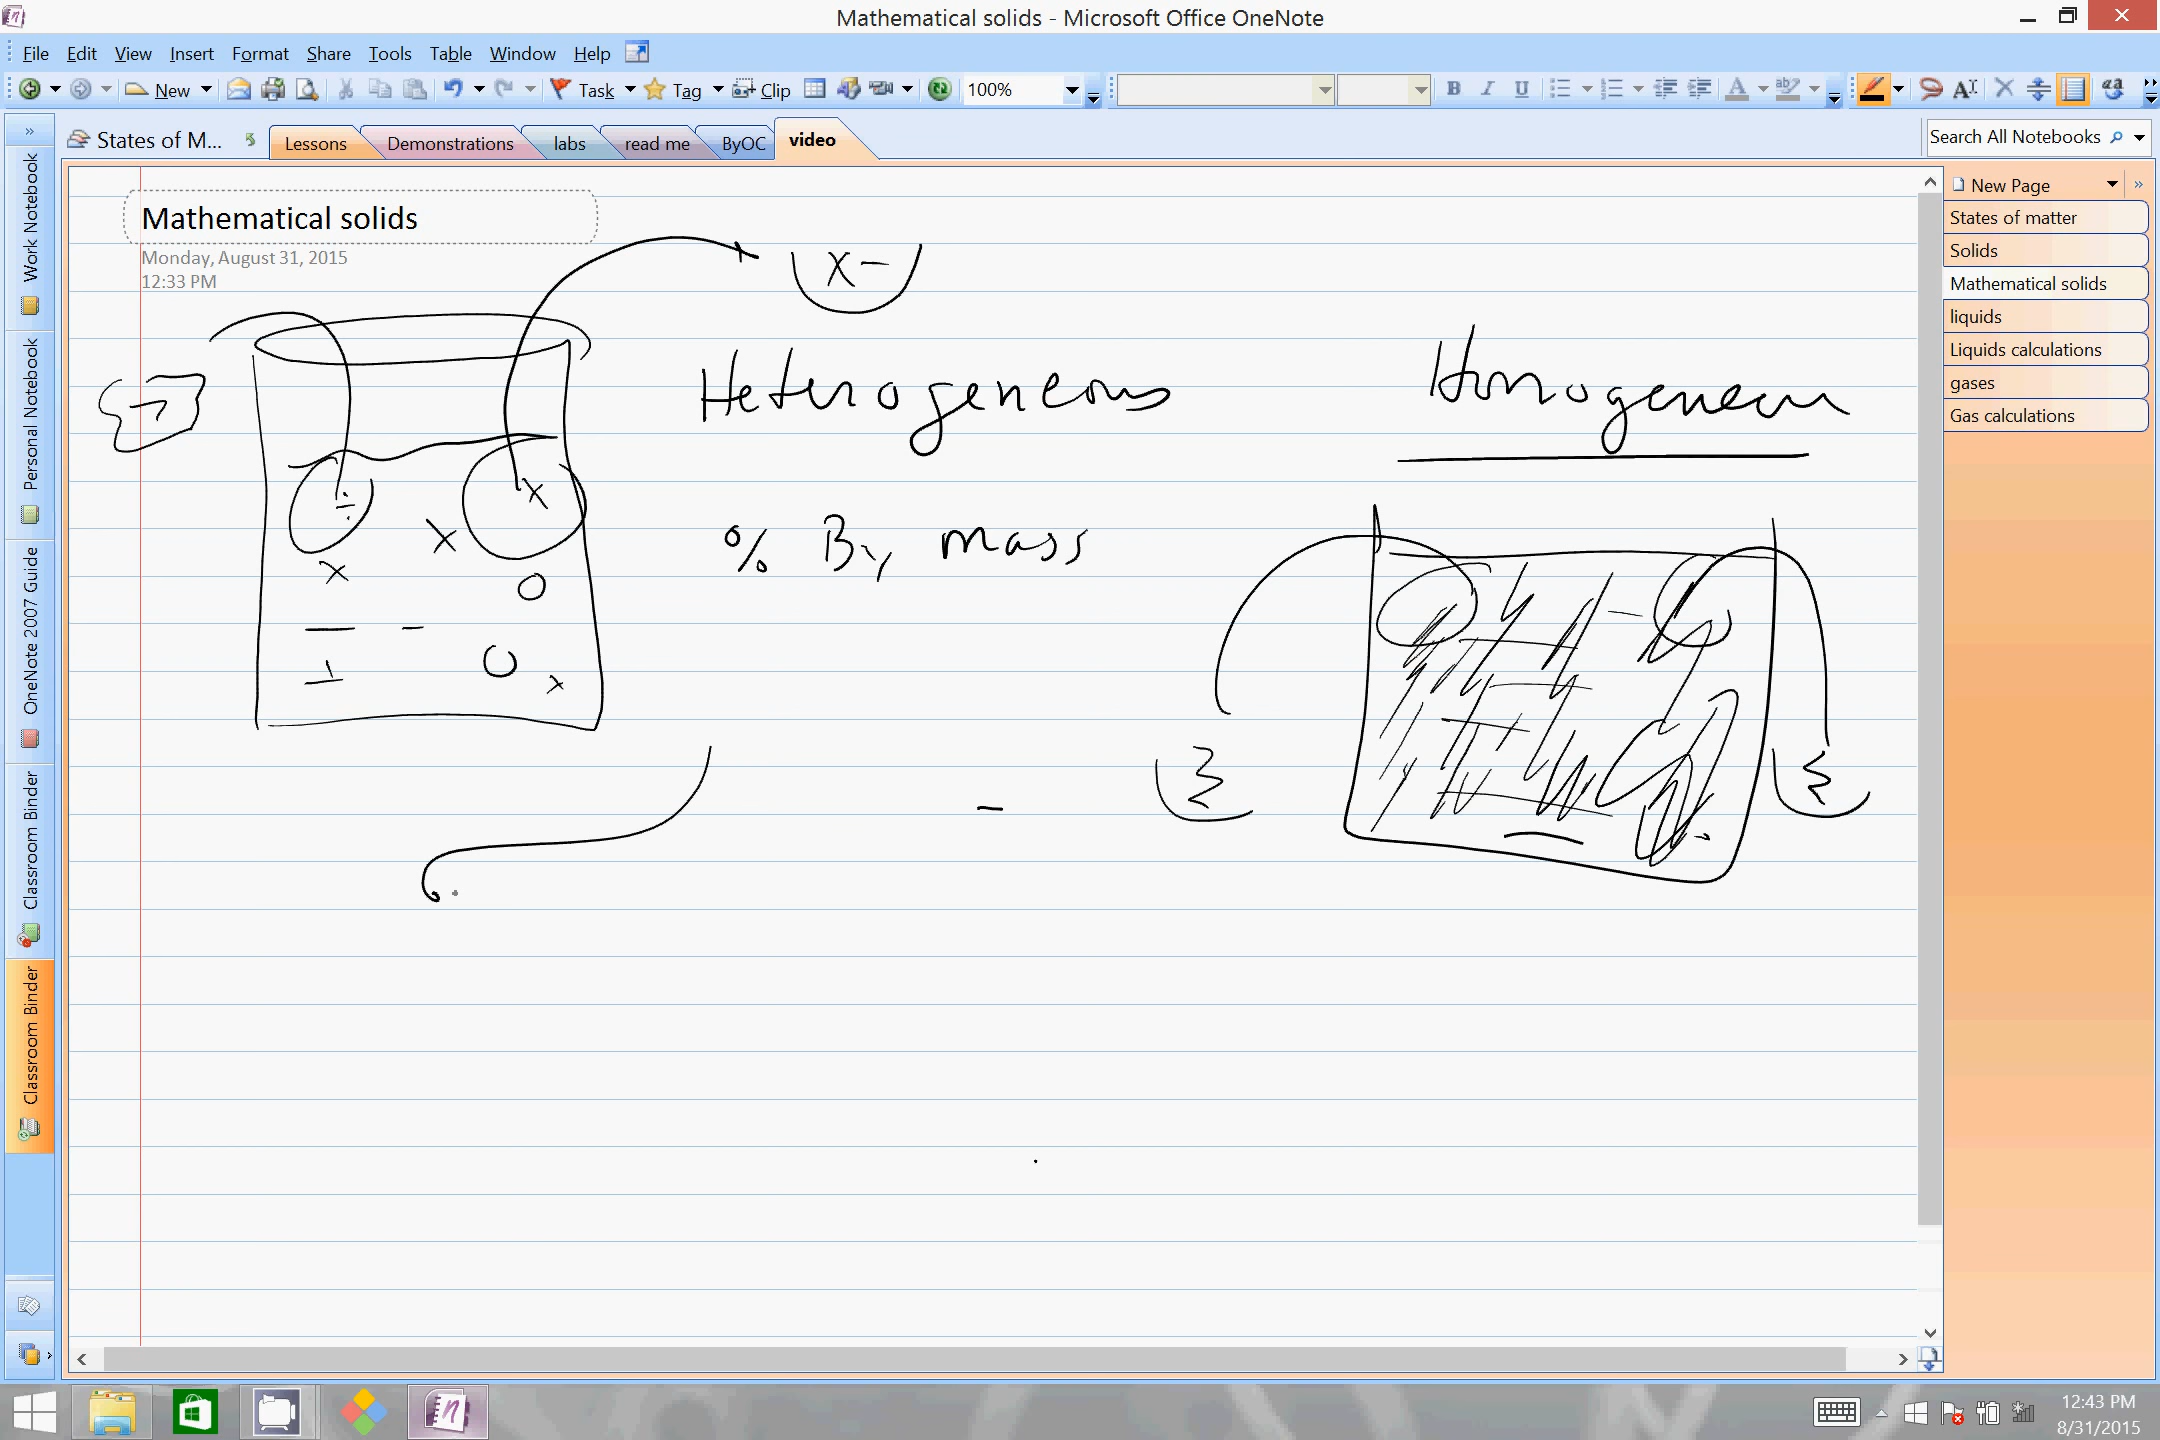 Mathematical solids - Microsoft Office OneNote
File Edit View Insert Format Share Tools Table Window Help
New Task Tag Clip 100% B I U
States of M... Lessons Demonstrations labs read me ByOC video
Search All Notebooks
Work Notebook
Personal Notebook
OneNote 2007 Guide
Classroom Binder
Classroom Binder
Mathematical solids
Monday, August 31, 2015
12:33 PM
x -
Heterogeneous
Homogeneous
% By mass
÷ x
x
x
O
O
x
New Page
States of matter
Solids
Mathematical solids
liquids
Liquids calculations
gases
Gas calculations
12:43 PM
8/31/2015